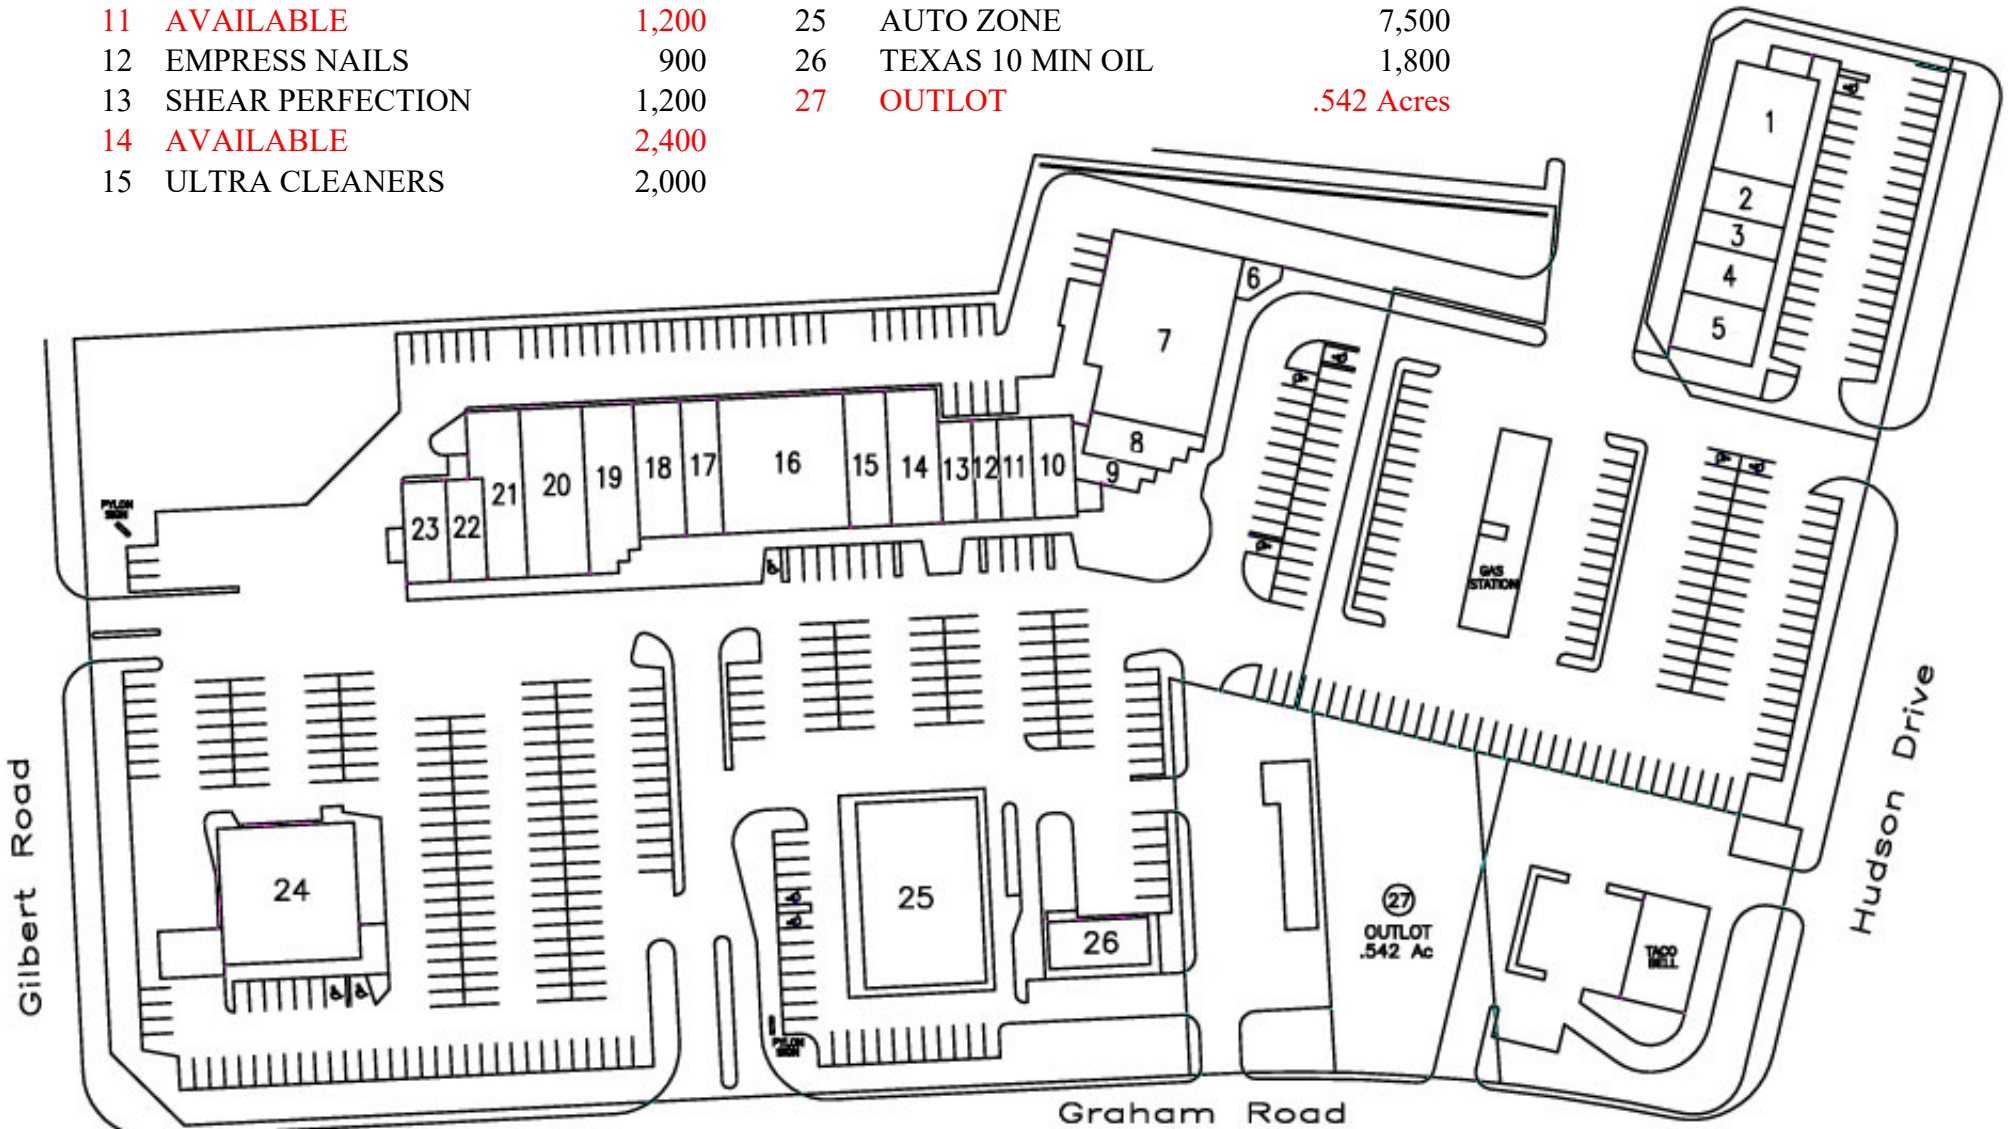 11 AVAILABLE 1,200
12 EMPRESS NAILS 900
13 SHEAR PERFECTION 1,200
14 AVAILABLE 2,400
15 ULTRA CLEANERS 2,000
25 AUTO ZONE 7,500
26 TEXAS 10 MIN OIL 1,800
27 OUTLOT .542 Acres
1
2
3
4
5
6
7
8
9
10
11
12
13
14
15
16
17
18
19
20
21
22
23
PYLON
SIGN
GAS
STATION
24
25
26
27
OUTLOT
.542 Ac
TACO
BELL
PYLON
SIGN
Gilbert Road
Graham Road
Hudson Drive